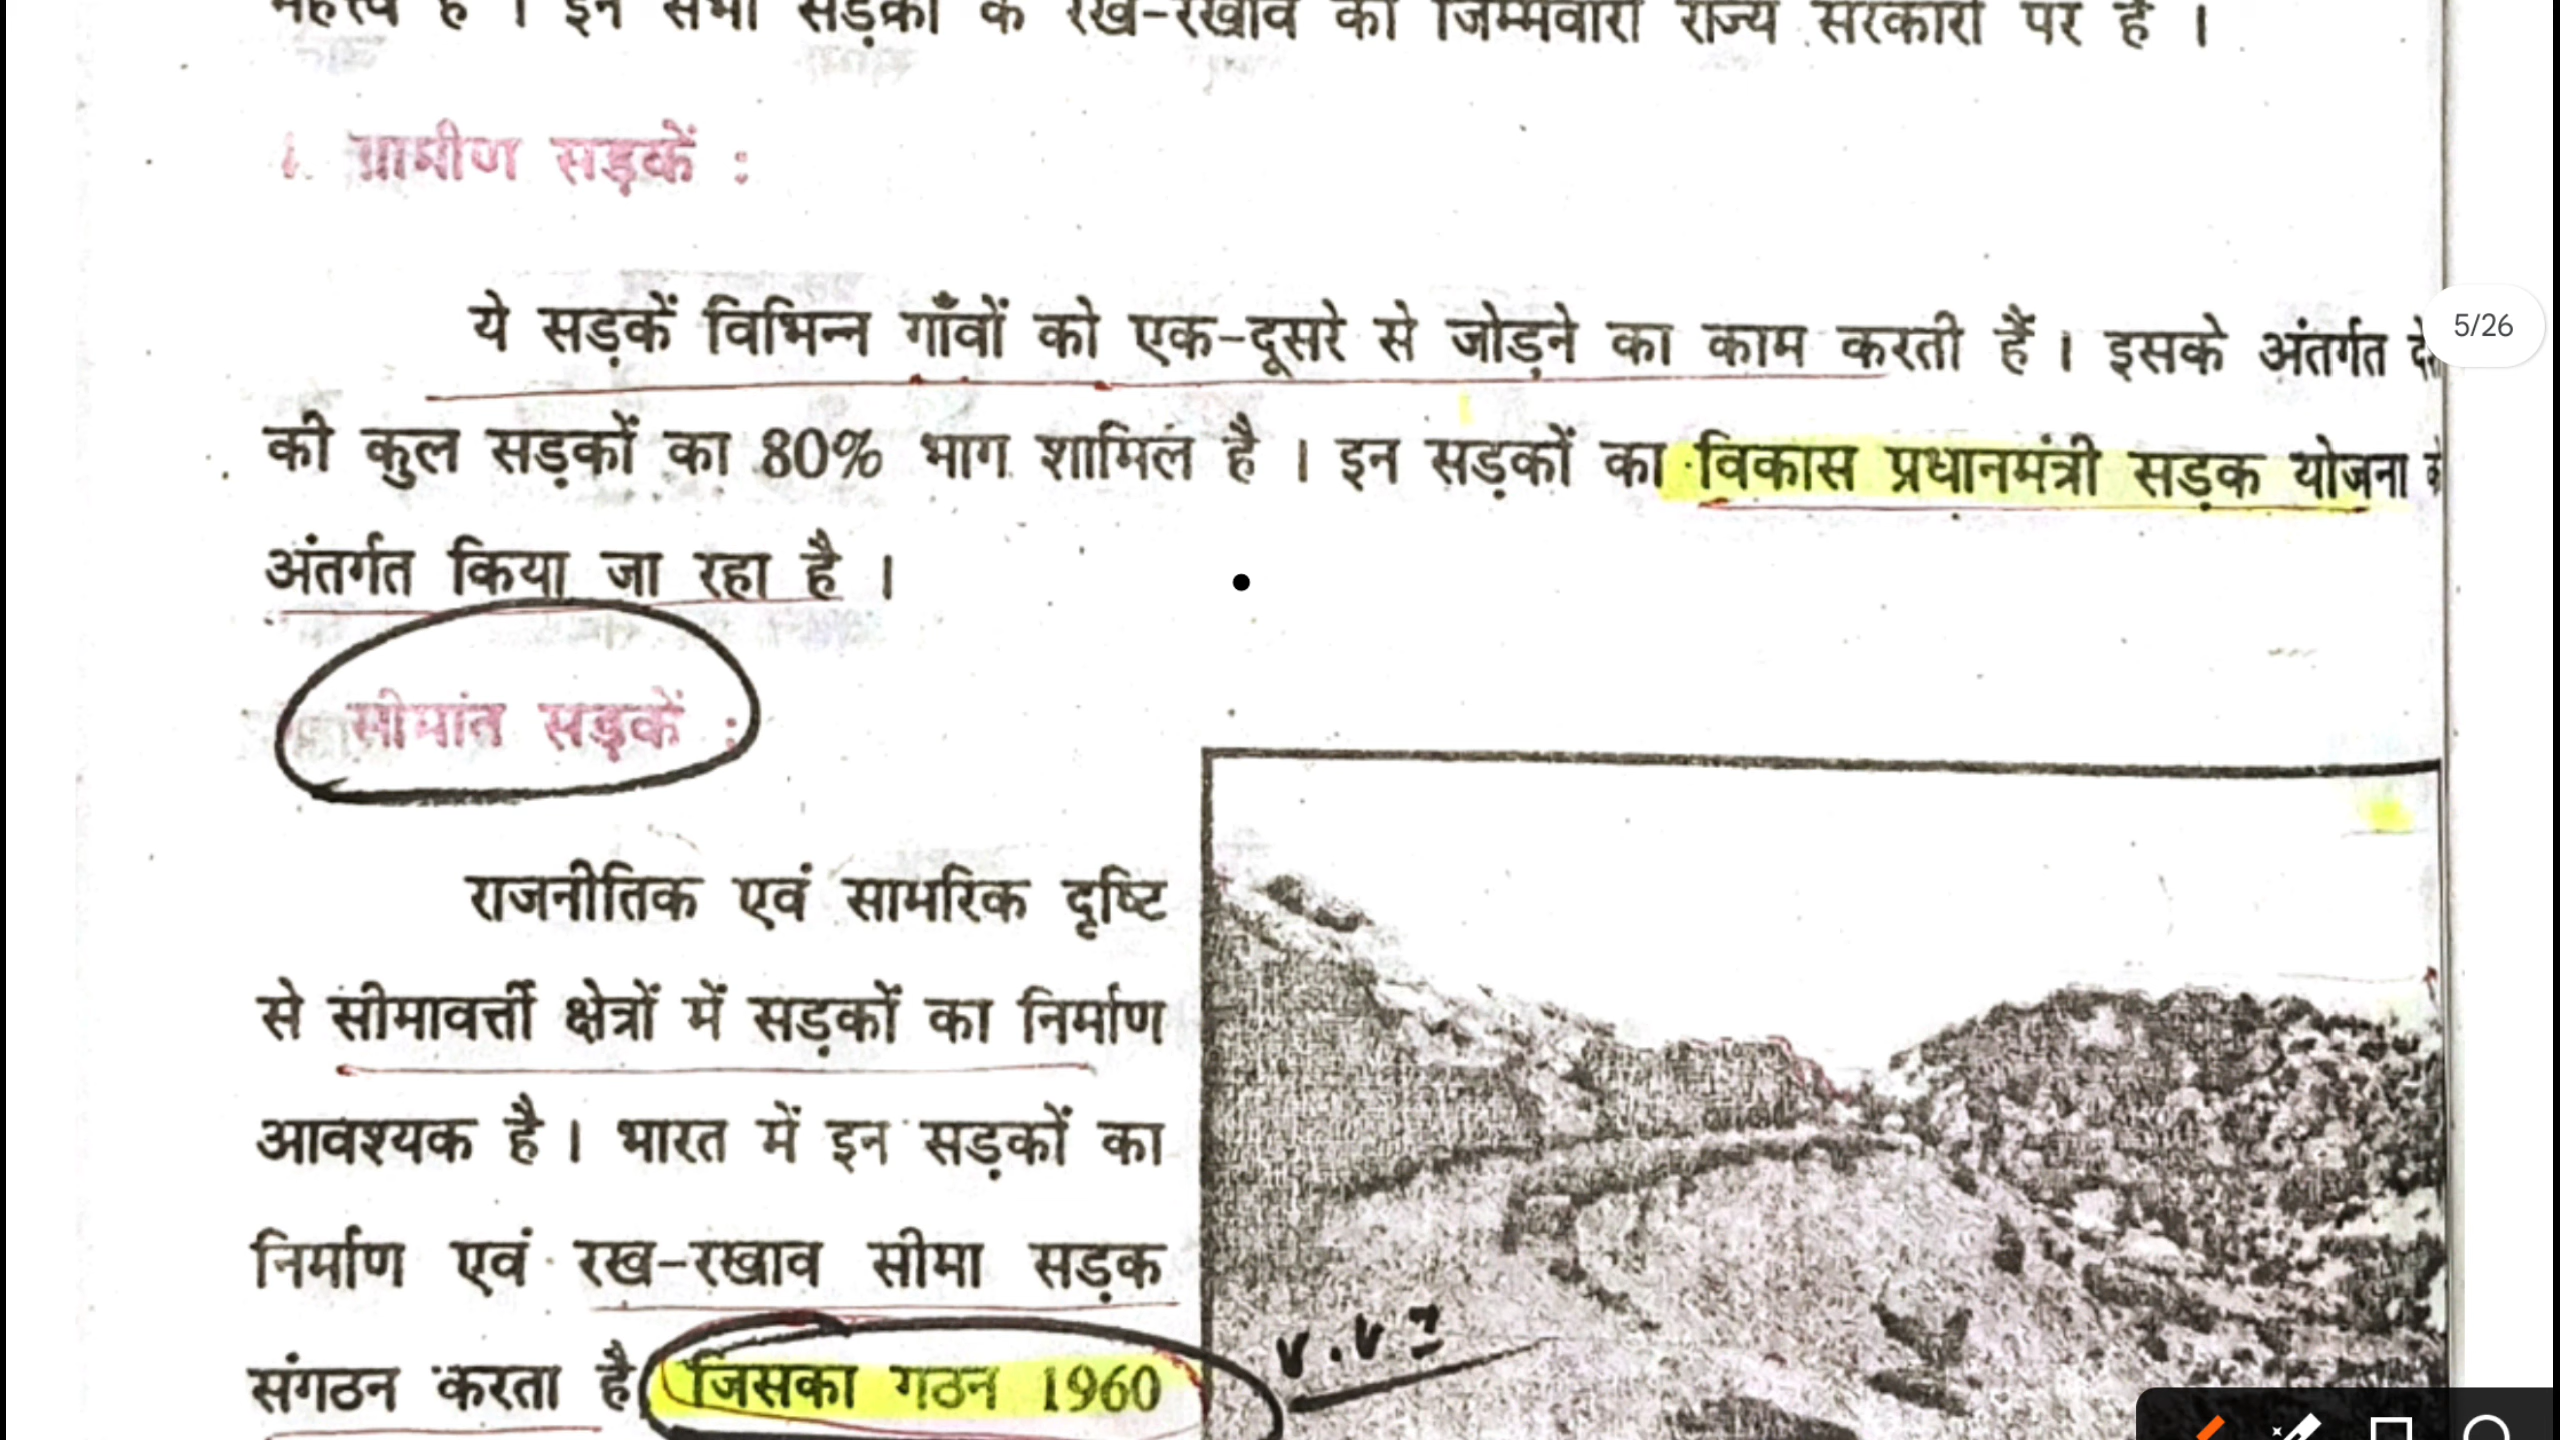 महत्त्व है । इन सभी सड़कों के रख-रखाव की जिम्मेवारी राज्य सरकारों पर है ।
ग्रामीण सड़कें :
ये सड़कें विभिन्न गाँवों को एक-दूसरे से जोड़ने का काम करती हैं । इसके अंतर्गत
5/26
की कुल सड़कों का 80% भाग शामिल है । इन सड़कों का विकास प्रधानमंत्री सड़क योजना
अंतर्गत किया जा रहा है ।
सीमांत सड़कें :
राजनीतिक एवं सामरिक दृष्टि
से सीमावर्त्ती क्षेत्रों में सड़कों का निर्माण
आवश्यक है । भारत में इन सड़कों का
निर्माण एवं रख-रखाव सीमा सड़क
संगठन करता है जिसका गठन 1960